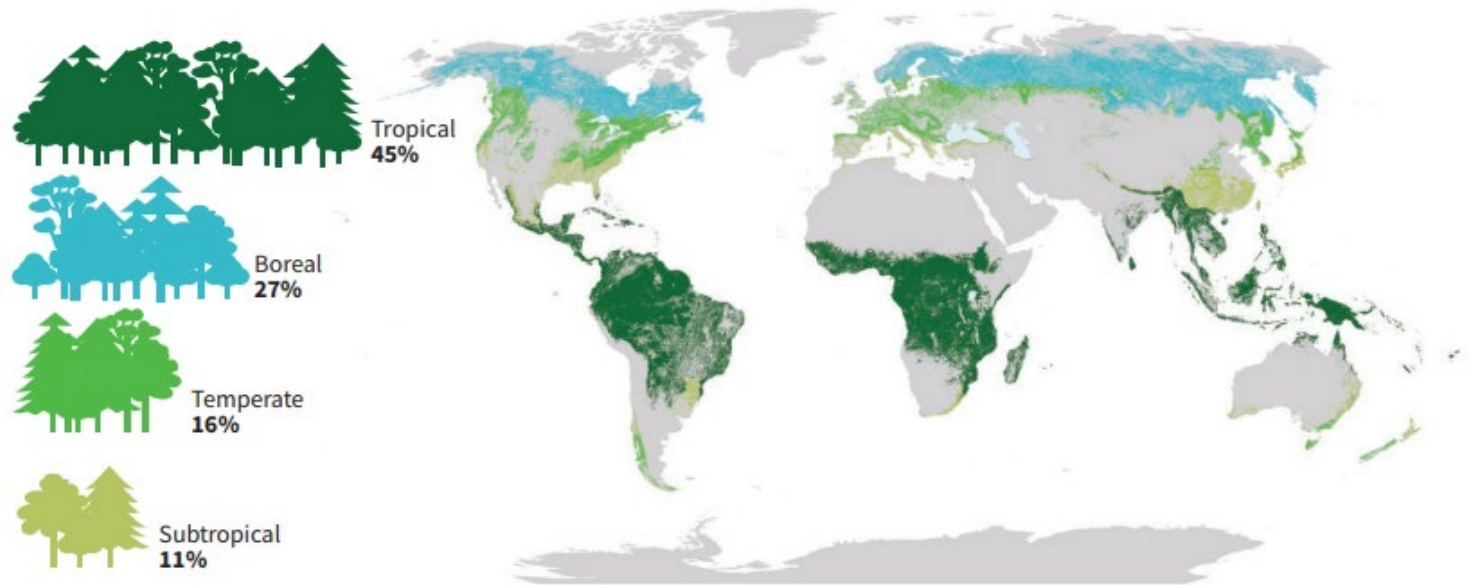 Tropical
45%
Boreal
27%
Temperate
16%
Subtropical
11%